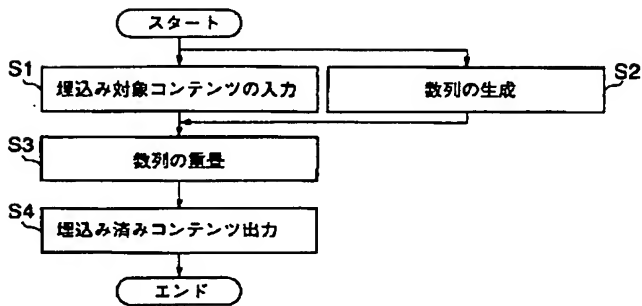 スタート
S1
埋込み対象コンテンツの入力
S2
数列の生成
S3
数列の重畳
S4
埋込み済みコンテンツ出力
エンド